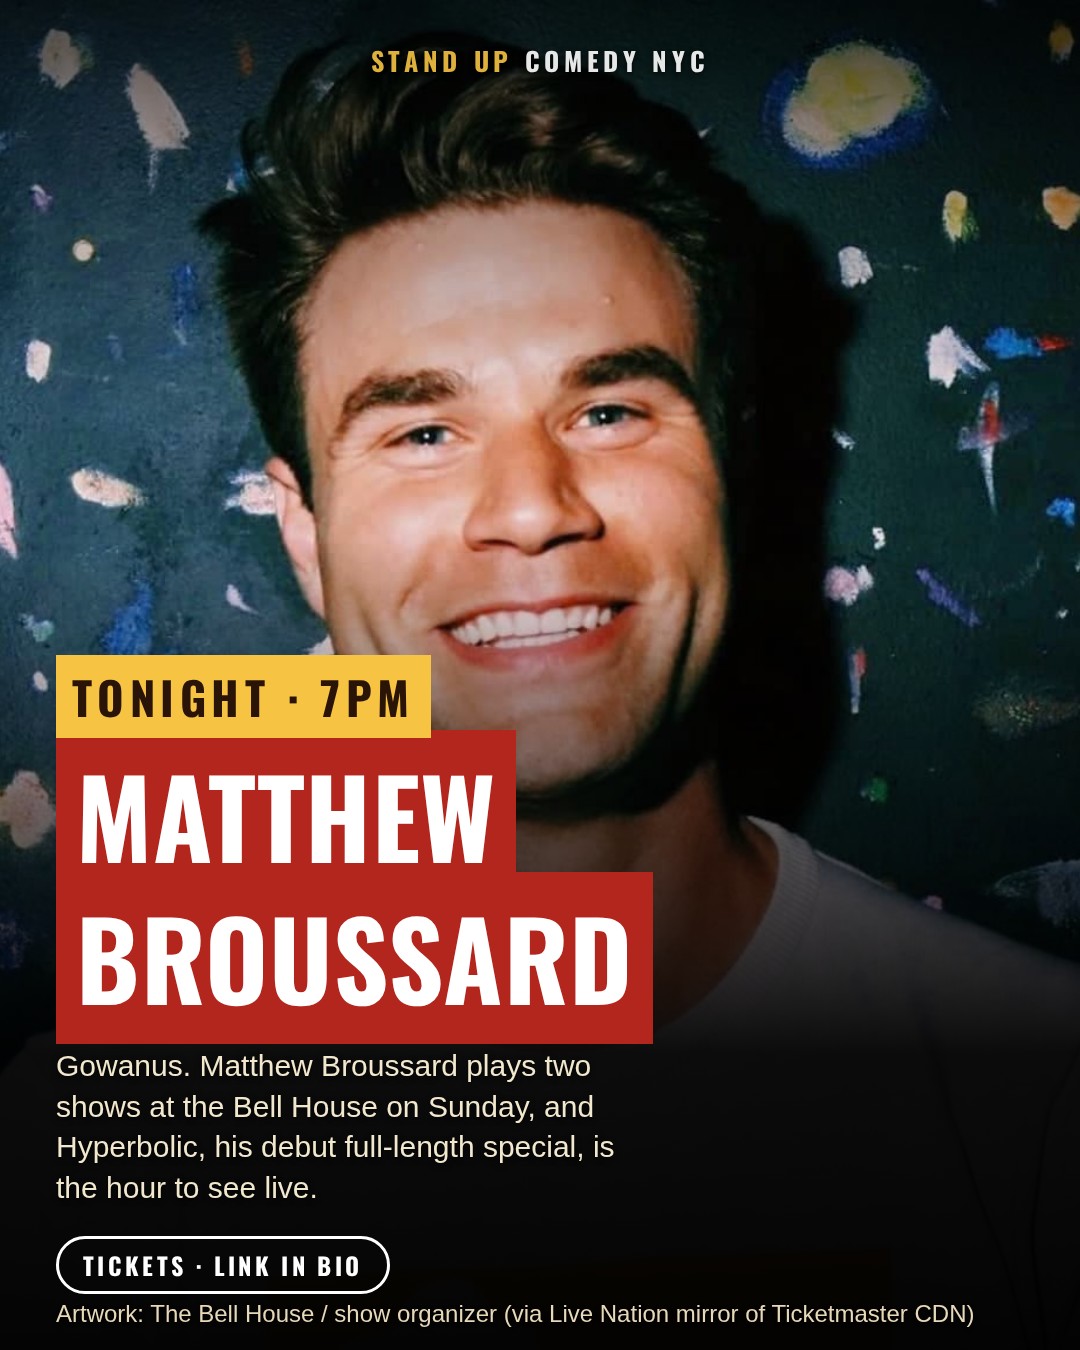 STAND UP COMEDY NYC
TONIGHT · 7PM
MATTHEW
BROUSSARD
Gowanus. Matthew Broussard plays two
shows at the Bell House on Sunday, and
Hyperbolic, his debut full-length special, is
the hour to see live.
TICKETS · LINK IN BIO
Artwork: The Bell House / show organizer (via Live Nation mirror of Ticketmaster CDN)